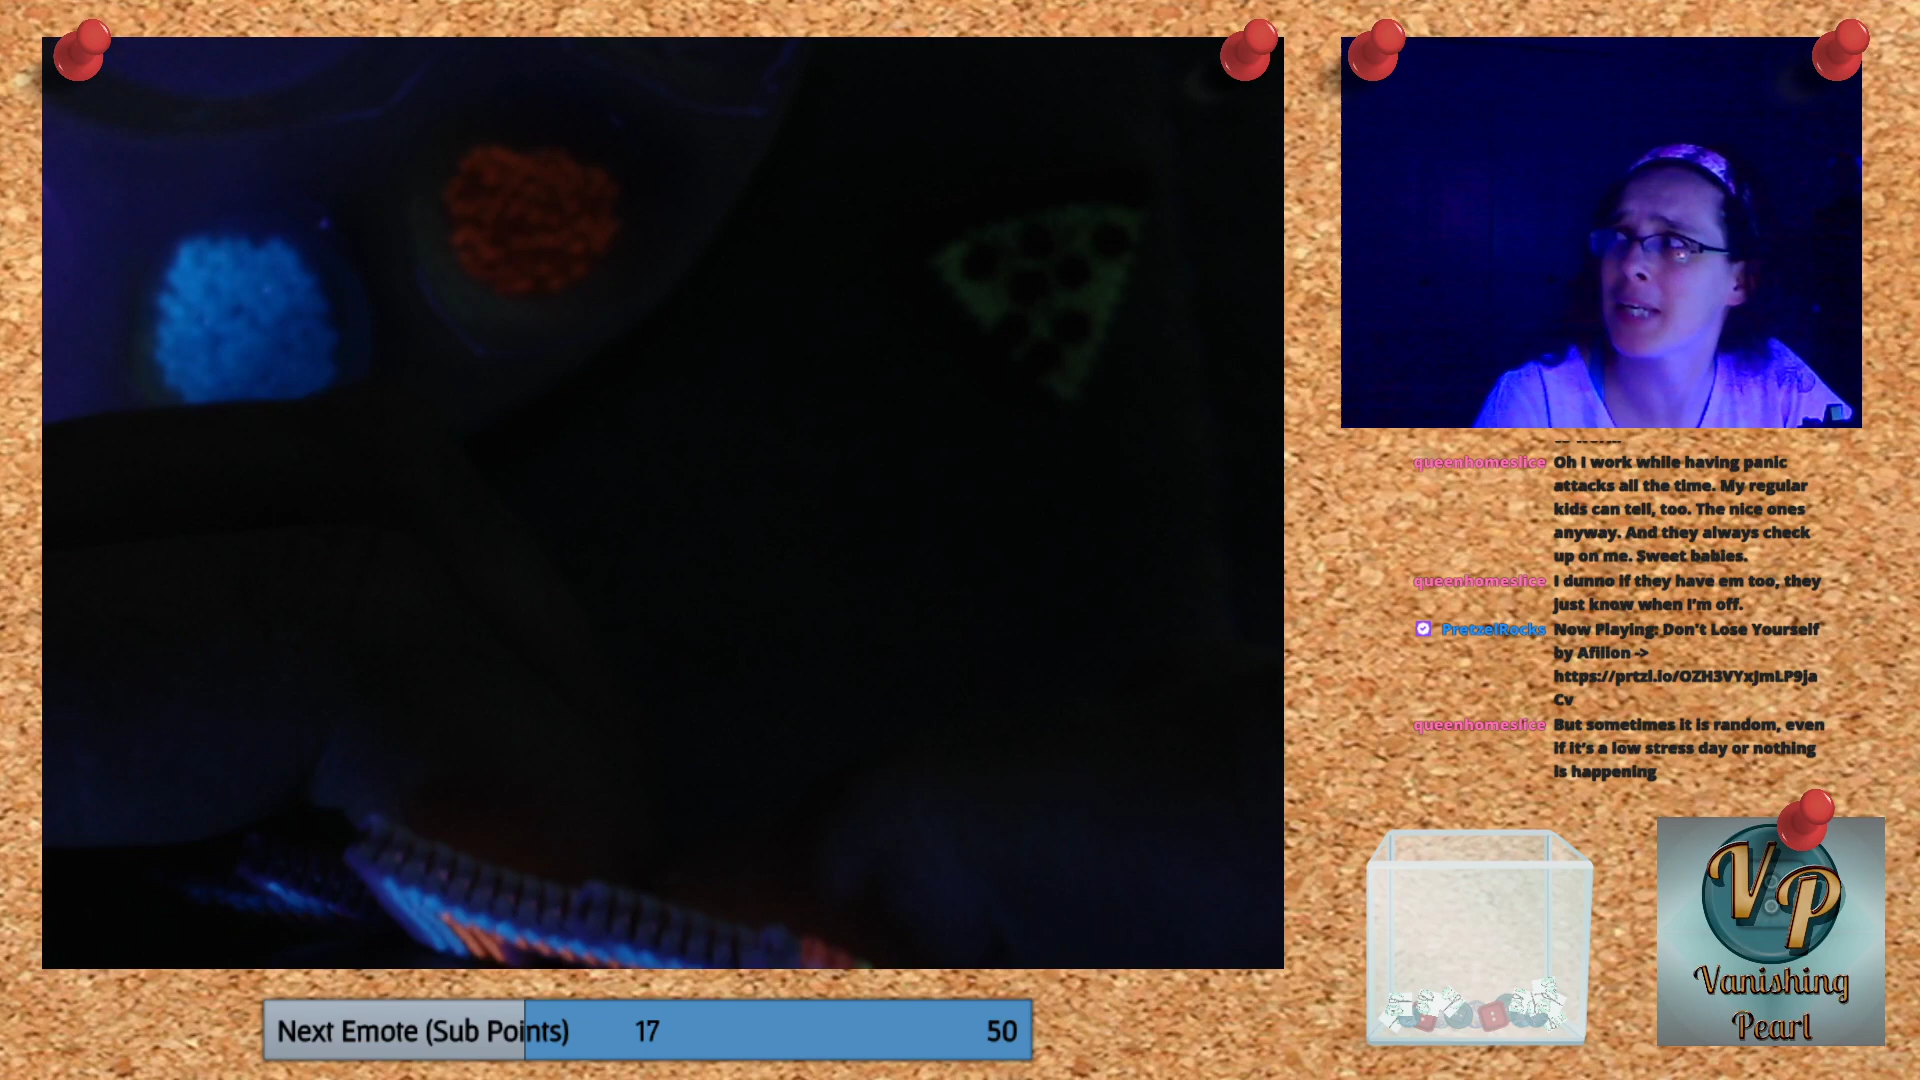 queenhomeslice Oh I work while having panic
attacks all the time. My regular
kids can tell, too. The nice ones
anyway. And they always check
up on me. Sweet babies.
queenhomeslice I dunno if they have em too, they
just know when I'm off.
PretzelRocks Now Playing: Don't Lose Yourself
by Afilion ->
https://prtzl.io/OZH3VYxJmLP9ja
Cv
queenhomeslice But sometimes it is random, even
if it's a low stress day or nothing
is happening
VP
Vanishing
Pearl
Next Emote (Sub Points) 17 50